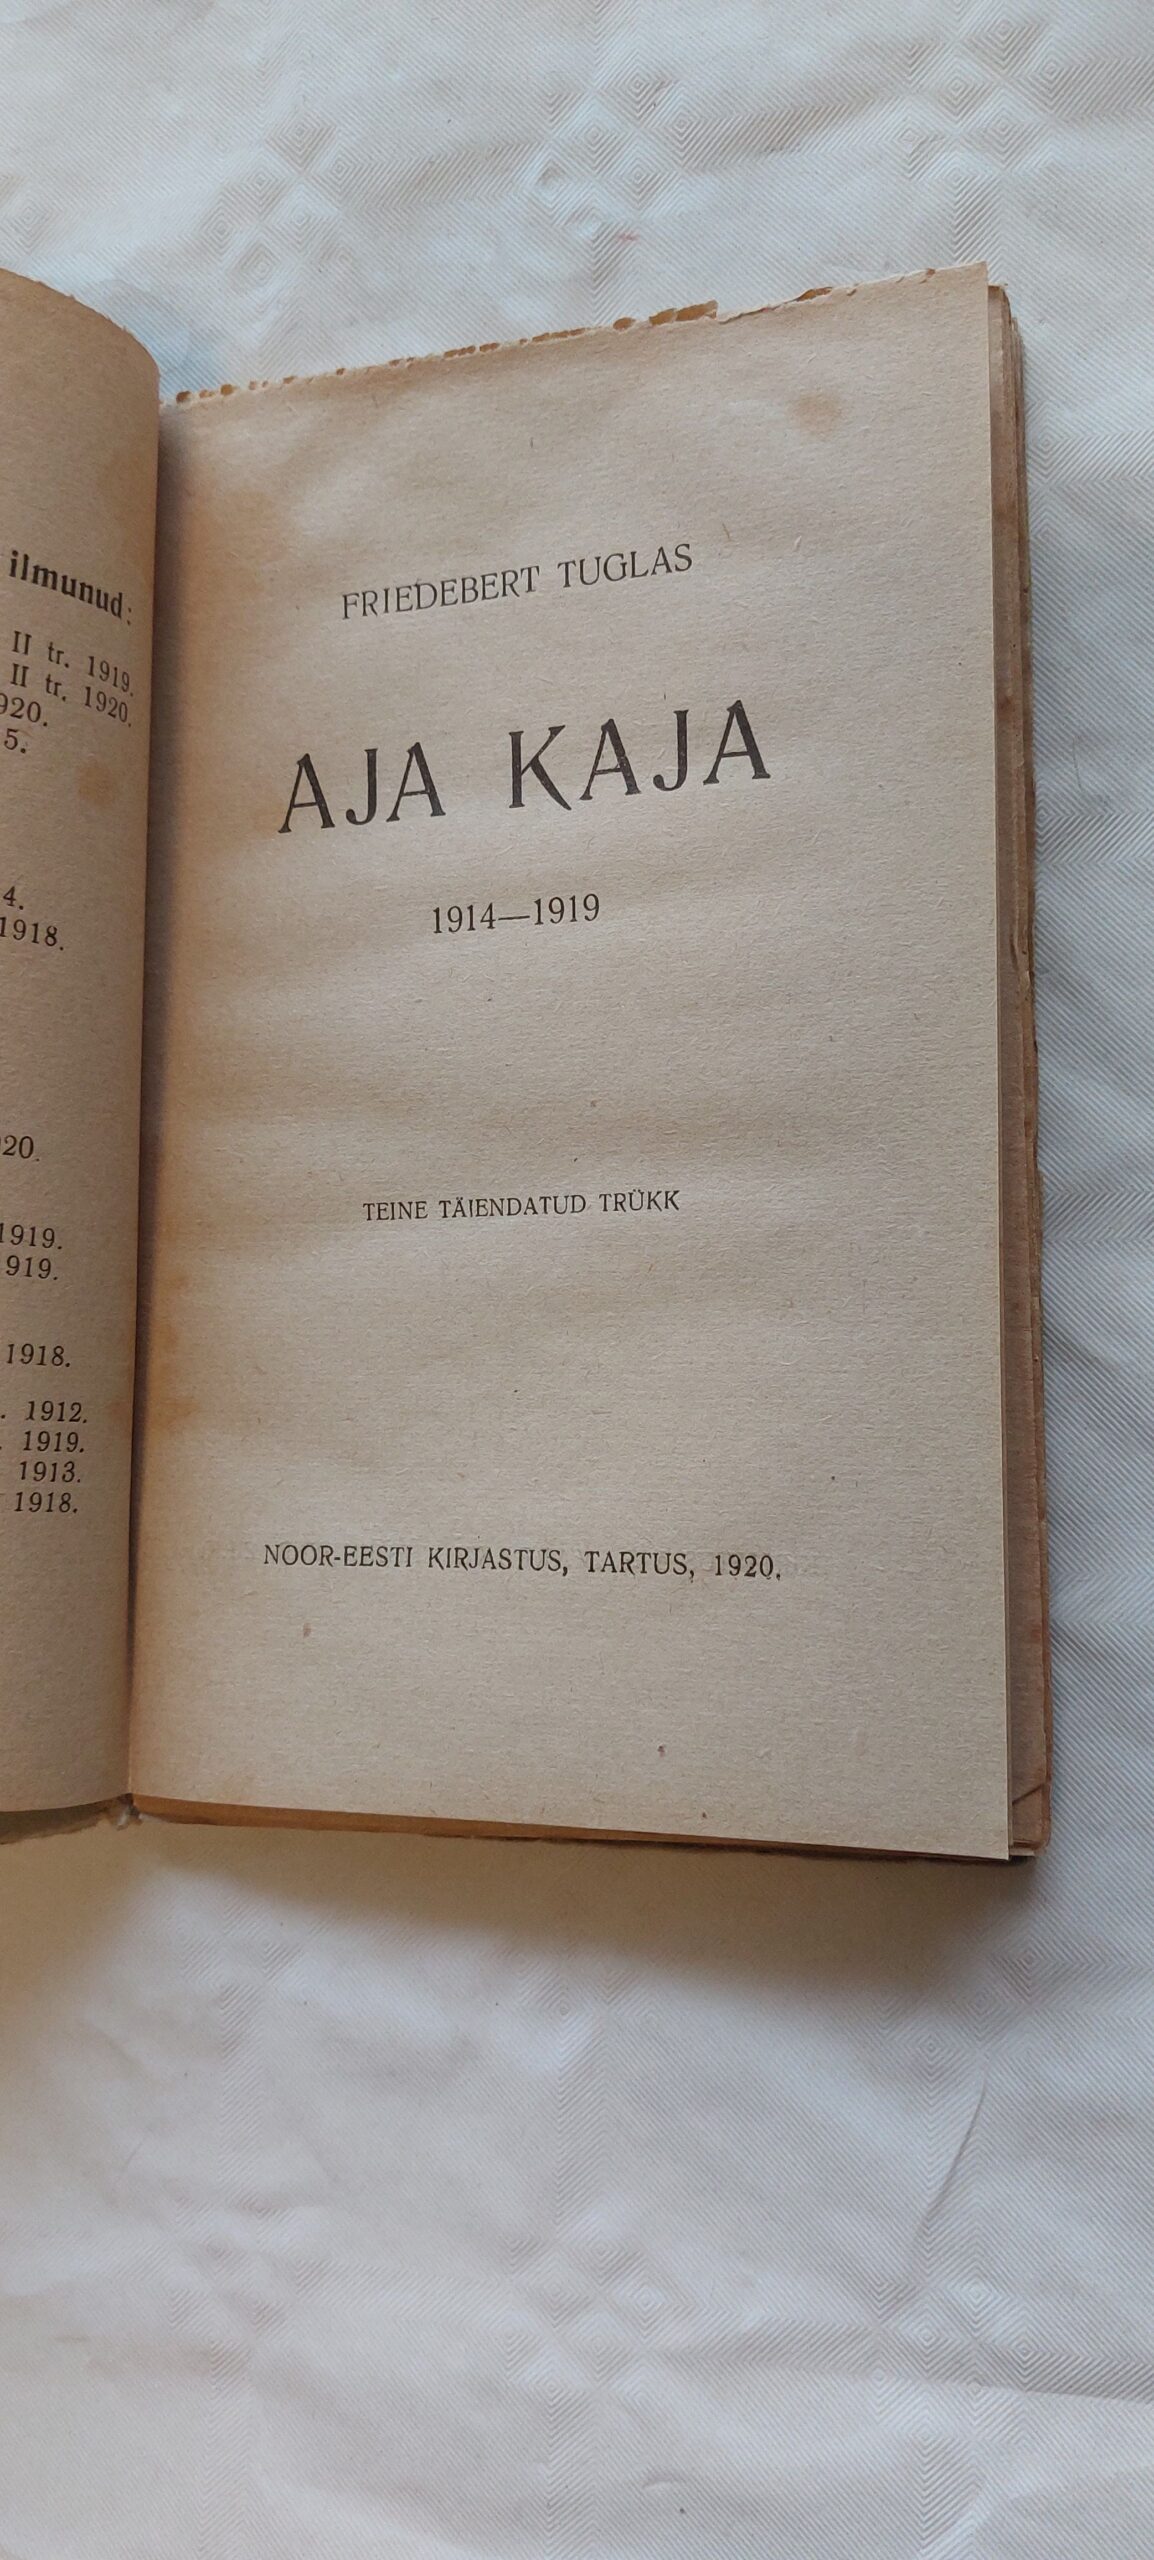 ilmunud:
II tr. 1919.
II tr. 1920.
920.
5.
4.
1918.
20.
1919.
919.
1918.
. 1912.
. 1919.
1913.
1918.
FRIEDEBERT TUGLAS
AJA KAJA
1914—1919
TEINE TÄIENDATUD TRÜKK
NOOR-EESTI KIRJASTUS, TARTUS, 1920.